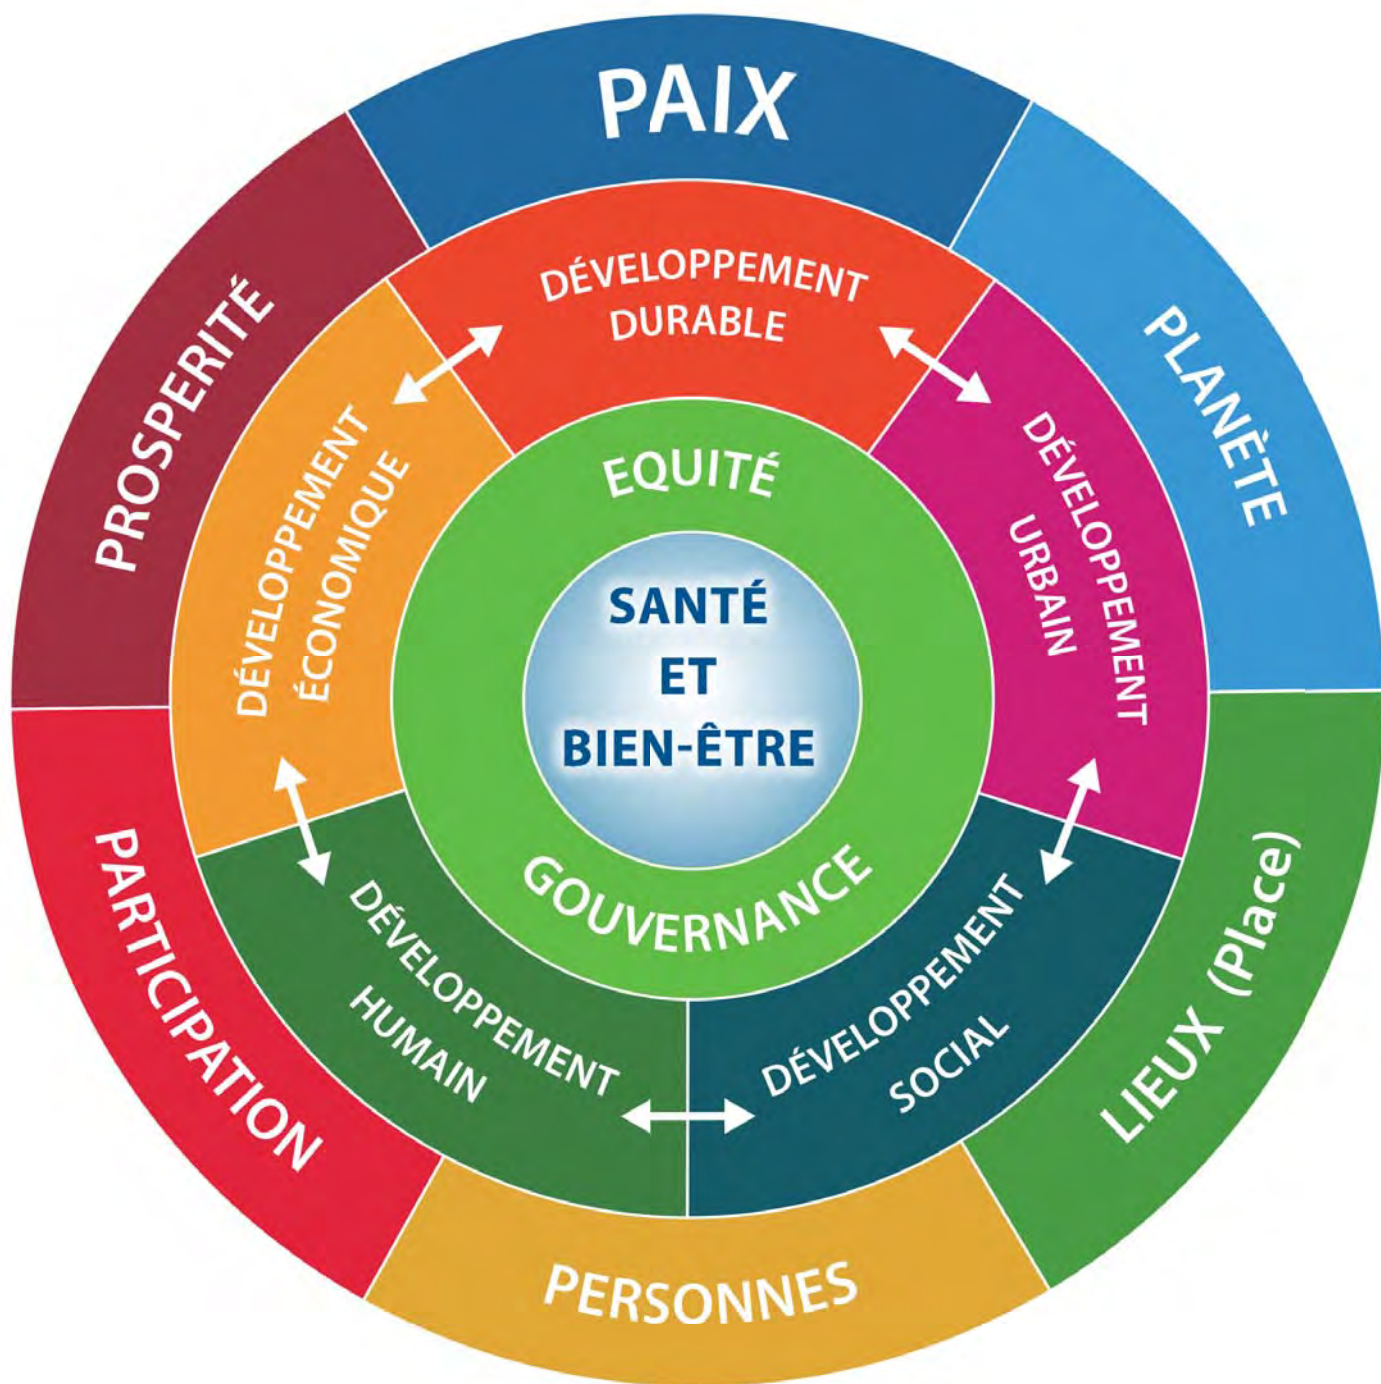 PAIX
PLANÈTE
LIEUX (Place)
PERSONNES
PARTICIPATION
PROSPERITÉ
DÉVELOPPEMENT
DURABLE
DÉVELOPPEMENT
URBAIN
DÉVELOPPEMENT
SOCIAL
DÉVELOPPEMENT
HUMAIN
DÉVELOPPEMENT
ÉCONOMIQUE
EQUITÉ
GOUVERNANCE
SANTÉ
ET
BIEN-ÊTRE